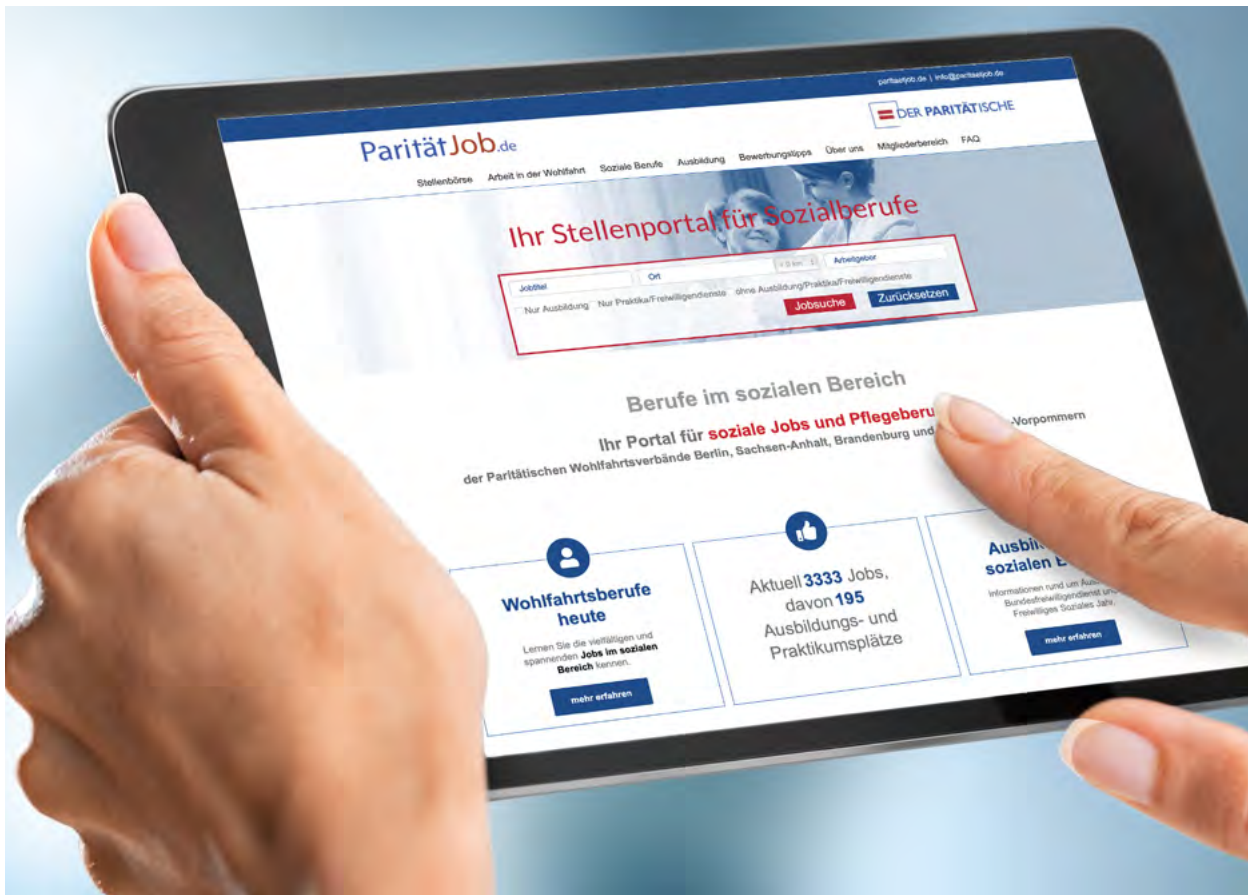 paritaetjob.de | info@paritaetjob.de
ParitätJob.de
DER PARITÄTISCHE
Stellenbörse Arbeit in der Wohlfahrt Soziale Berufe Ausbildung Bewerbungstipps Über uns Mitgliederbereich FAQ
Ihr Stellenportal für Sozialberufe
Jobtitel Ort Arbeitgeber
Nur Ausbildung Nur Praktika/Freiwilligendienste ohne Ausbildung/Praktika/Freiwilligendienste
Jobsuche Zurücksetzen
Berufe im sozialen Bereich
Ihr Portal für soziale Jobs und Pflegeberu
der Paritätischen Wohlfahrtsverbände Berlin, Sachsen-Anhalt, Brandenburg und -Vorpommern
Wohlfahrtsberufe
heute
Lernen Sie die vielfältigen und
spannenden Jobs im sozialen
Bereich kennen.
mehr erfahren
Aktuell 3333 Jobs,
davon 195
Ausbildungs- und
Praktikumsplätze
Ausbil
sozialen
Informationen rund um
Bundesfreiwilligendienst und
Freiwilliges Soziales Jahr.
mehr erfahren